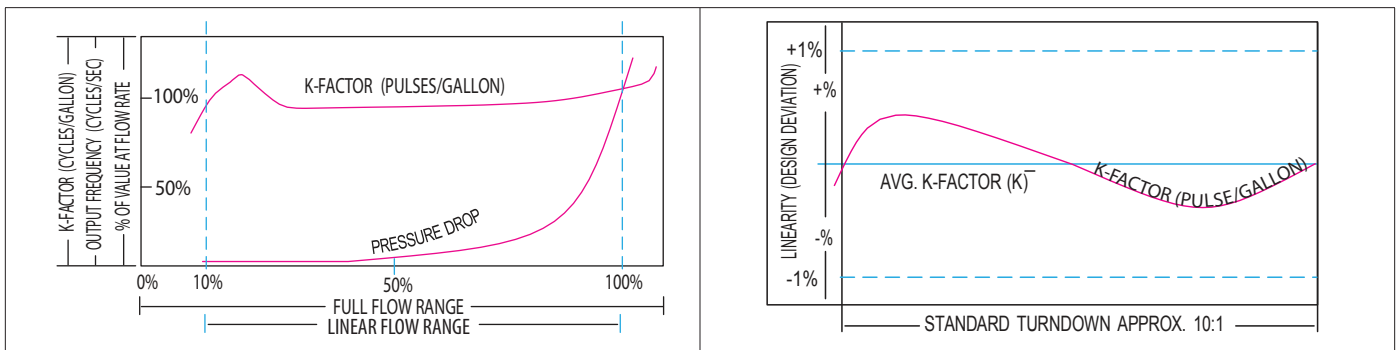 K-FACTOR (CYCLES/GALLON)
OUTPUT FREQUENCY (CYCLES/SEC)
% OF VALUE AT FLOW RATE
100%
50%
K-FACTOR (PULSES/GALLON)
PRESSURE DROP
0%
10%
50%
100%
FULL FLOW RANGE
LINEAR FLOW RANGE
LINEARITY (DESIGN DEVIATION)
+1%
+%
-%
-1%
AVG. K-FACTOR (K)¯
K-FACTOR (PULSE/GALLON)
STANDARD TURNDOWN APPROX. 10:1